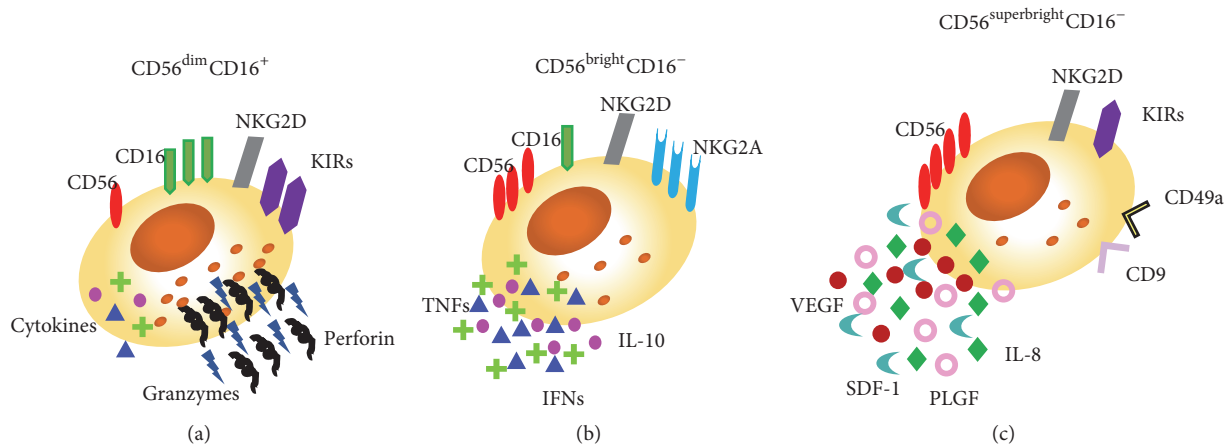 CD56dimCD16+
NKG2D
CD16
KIRs
CD56
Cytokines
Perforin
Granzymes
(a)
CD56brightCD16−
NKG2D
CD16
NKG2A
CD56
TNFs
IL-10
IFNs
(b)
CD56superbrightCD16−
NKG2D
KIRs
CD56
CD49a
CD9
VEGF
IL-8
SDF-1
PLGF
(c)